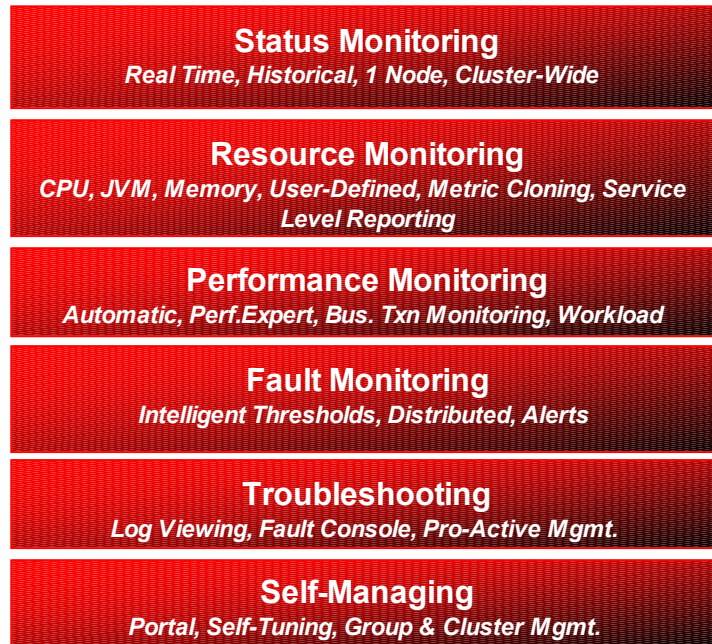 Status Monitoring
Real Time, Historical, 1 Node, Cluster-Wide
Resource Monitoring
CPU, JVM, Memory, User-Defined, Metric Cloning, Service
Level Reporting
Performance Monitoring
Automatic, Perf.Expert, Bus. Txn Monitoring, Workload
Fault Monitoring
Intelligent Thresholds, Distributed, Alerts
Troubleshooting
Log Viewing, Fault Console, Pro-Active Mgmt.
Self-Managing
Portal, Self-Tuning, Group & Cluster Mgmt.